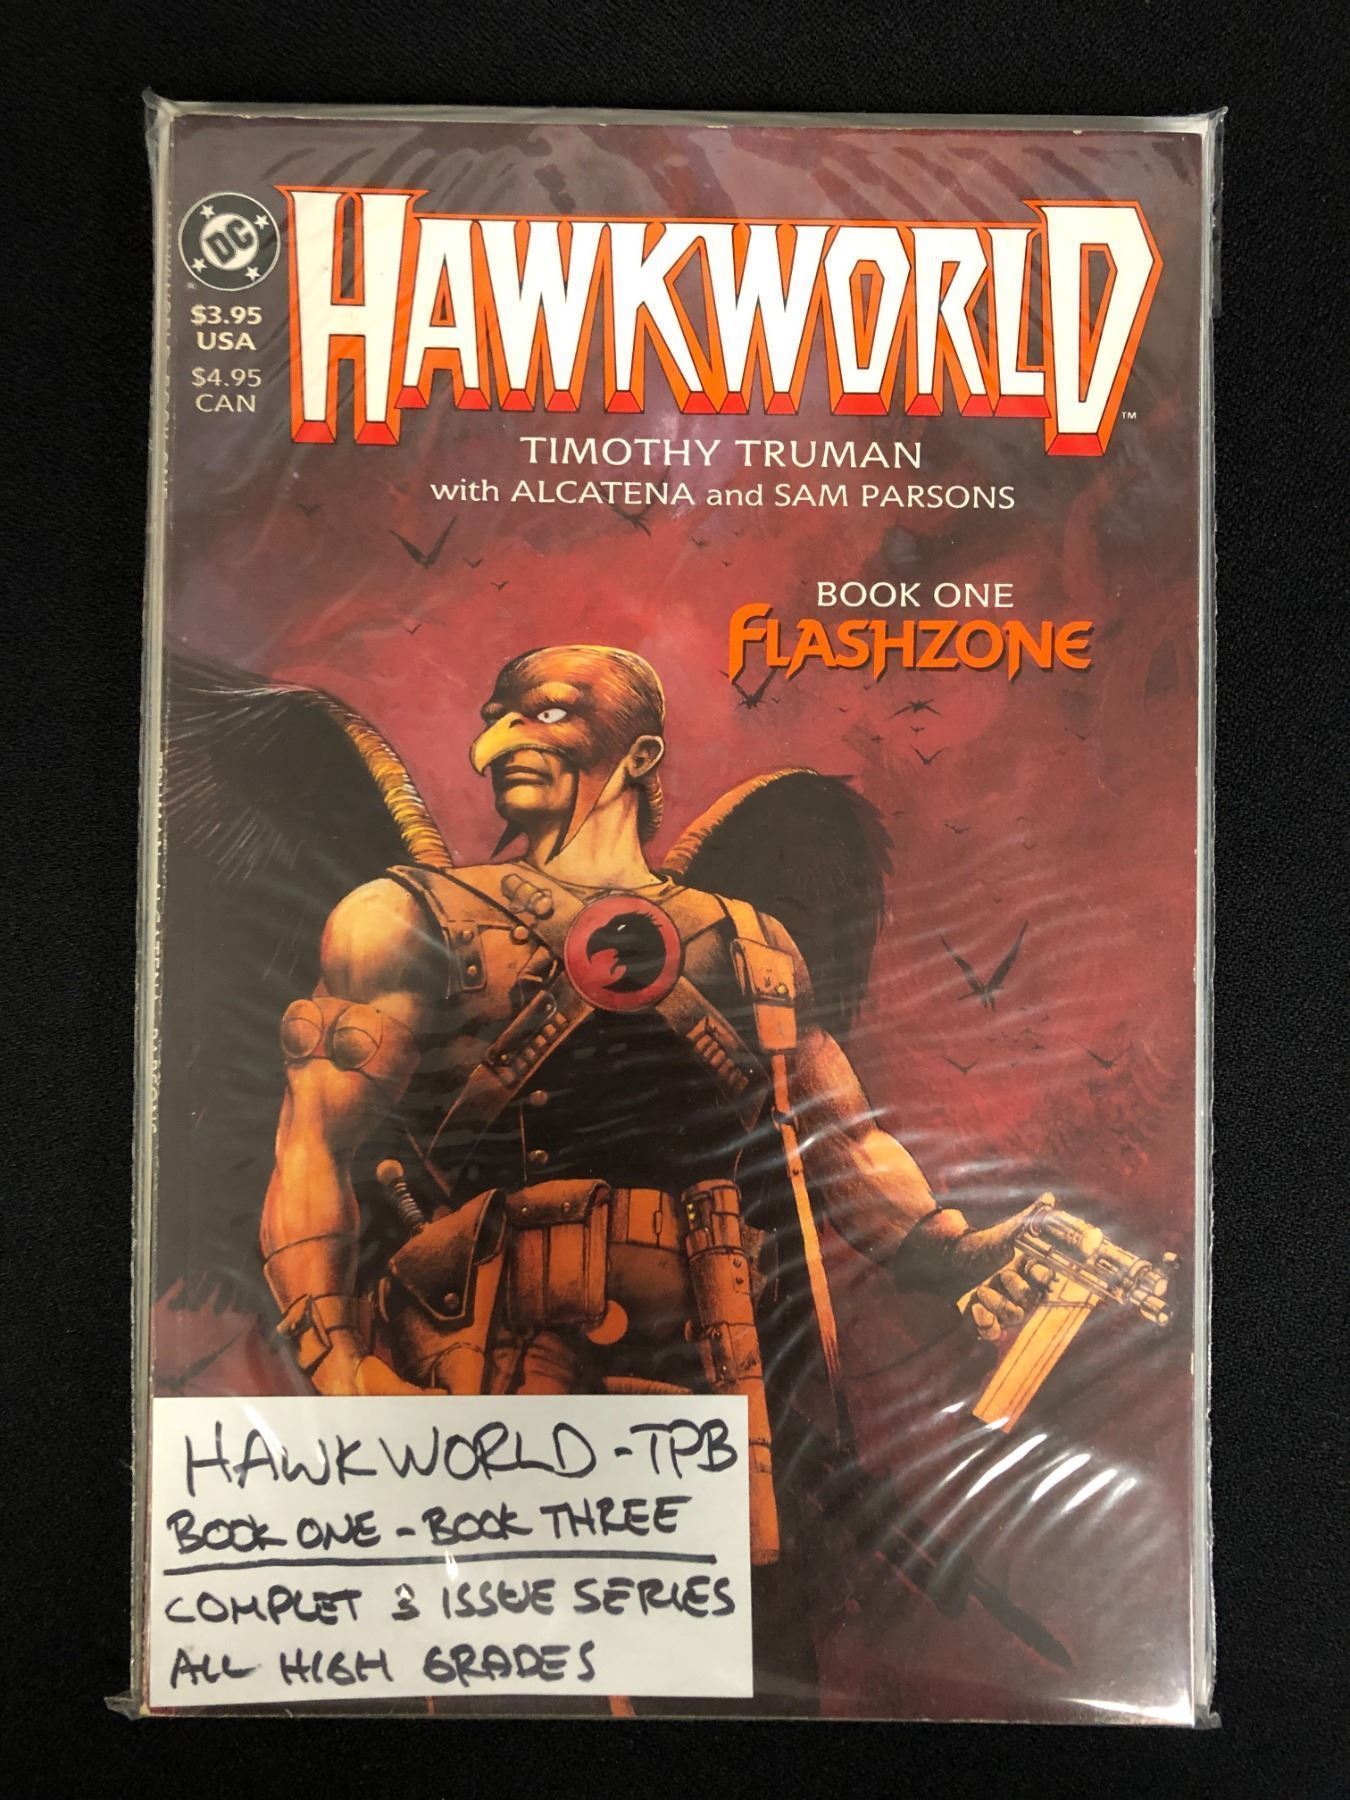 DC
$3.95
USA
$4.95
CAN
HAWKWORLD™
TIMOTHY TRUMAN
with ALCATENA and SAM PARSONS
BOOK ONE
FLASHZONE
HAWKWORLD - TPB
BOOK ONE - BOOK THREE
COMPLET 3 ISSUE SERIES
ALL HIGH GRADES